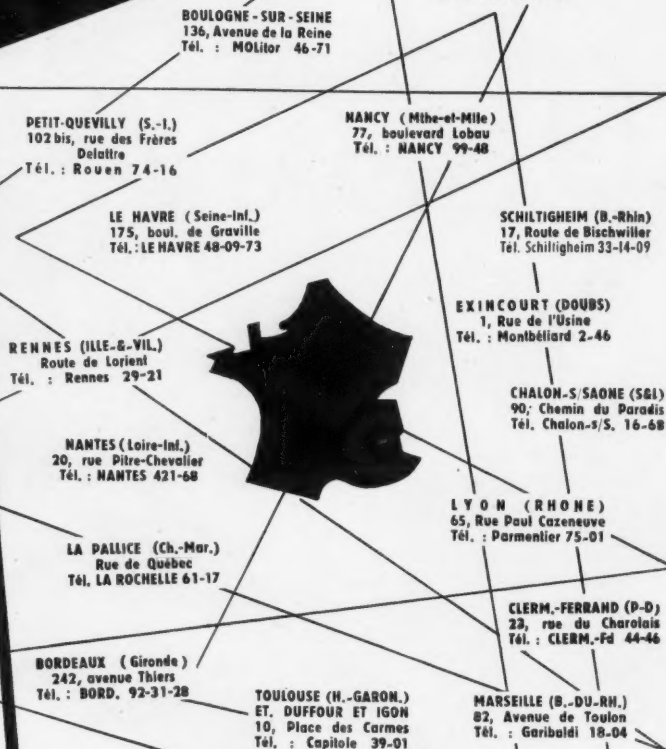 BOULOGNE-SUR-SEINE
136, Avenue de la Reine
Tél. : MOLitor 46-71
PETIT-QUEVILLY (S.-I.)
102 bis, rue des Frères
Delattre
Tél. : Rouen 74-16
NANCY (Mthe-et-Mlle)
77, boulevard Lobau
Tél. : NANCY 99-48
LE HAVRE (Seine-Inf.)
175, boul. de Graville
Tél. : LE HAVRE 48-09-73
SCHILTIGHEIM (B.-Rhin)
17, Route de Bischwiller
Tél. Schiltigheim 33-14-09
EXINCOURT (DOUBS)
1, Rue de l'Usine
Tél. : Montbéliard 2-46
RENNES (ILLE-&-VIL.)
Route de Lorient
Tél. : Rennes 29-21
CHALON-S/SAONE (S&L)
90, Chemin du Paradis
Tél. Chalon-s/S. 16-68
NANTES (Loire-Inf.)
20, rue Pitre-Chevalier
Tél. : NANTES 421-68
LYON (RHONE)
65, Rue Paul Cazeneuve
Tél. : Parmentier 75-01
LA PALLICE (Ch.-Mar.)
Rue de Québec
Tél. LA ROCHELLE 61-17
CLERM.-FERRAND (P-D)
23, rue du Charolais
Tél. : CLERM.-Fd 44-46
BORDEAUX (Gironde)
242, avenue Thiers
Tél. : BORD. 92-31-28
TOULOUSE (H.-GARON.)
ET. DUFFOUR ET IGON
10, Place des Carmes
Tél. : Capitole 39-01
MARSEILLE (B.-DU-RH.)
82, Avenue de Toulon
Tél. : Garibaldi 18-04